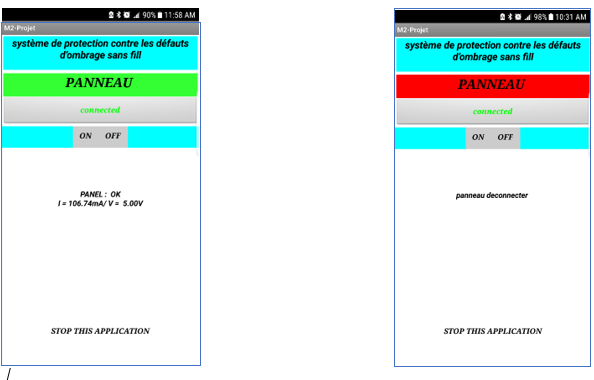 90% 11:58 AM
M2-Projet
système de protection contre les défauts
d'ombrage sans fill
PANNEAU
connected
ON OFF
PANEL : OK
I = 106.74mA/ V = 5.00V
STOP THIS APPLICATION
/
98% 10:31 AM
M2-Projet
système de protection contre les défauts
d'ombrage sans fill
PANNEAU
connected
ON OFF
panneau deconnecter
STOP THIS APPLICATION